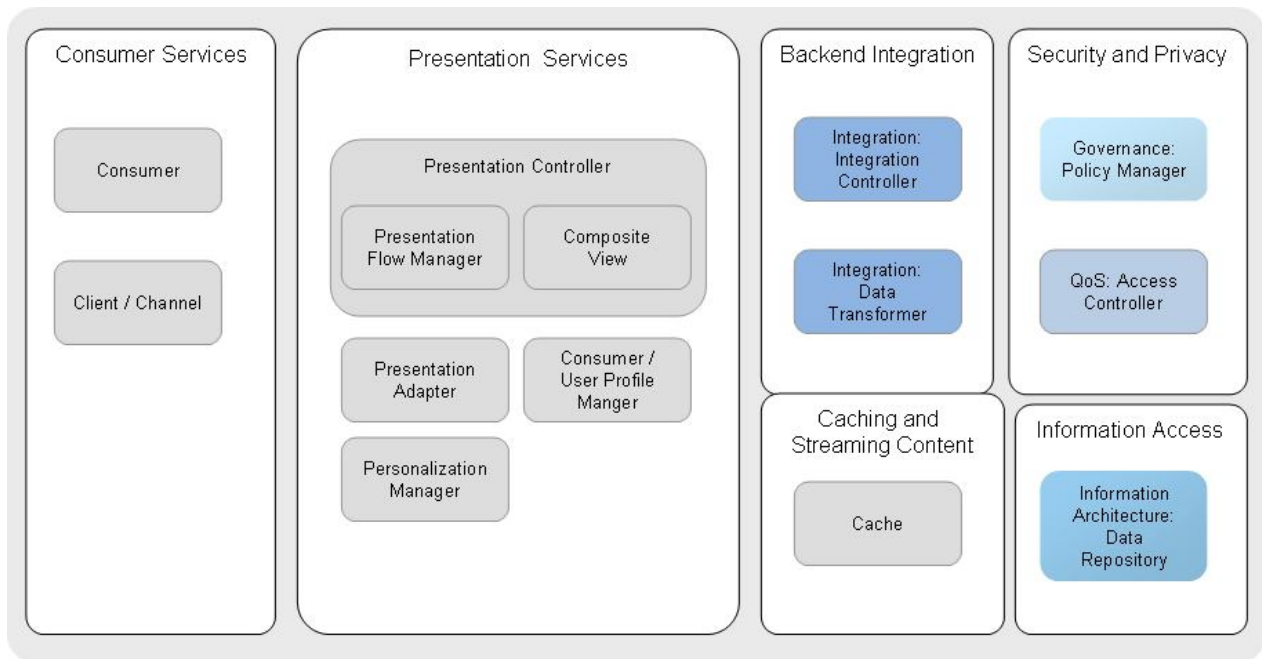 Consumer Services
Consumer
Client / Channel
Presentation Services
Presentation Controller
Presentation
Flow Manager
Composite
View
Presentation
Adapter
Consumer /
User Profile
Manger
Personalization
Manager
Backend Integration
Integration:
Integration
Controller
Integration:
Data
Transformer
Security and Privacy
Governance:
Policy Manager
QoS: Access
Controller
Caching and
Streaming Content
Cache
Information Access
Information
Architecture:
Data
Repository